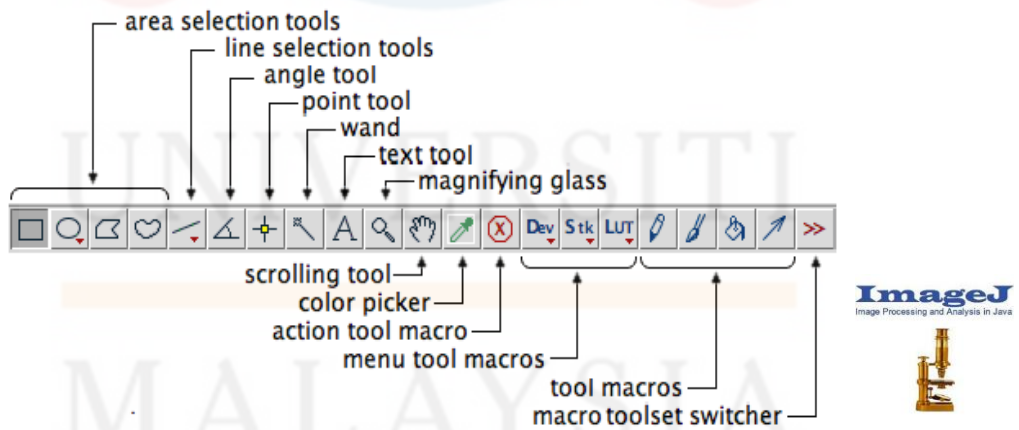 area selection tools
line selection tools
angle tool
point tool
wand
text tool
magnifying glass
UNIVERSITI
A
Dev Stk LUT >>
scrolling tool
color picker
action tool macro
menu tool macros
tool macros
macro toolset switcher
ImageJ
Image Processing and Analysis in Java
MALAYSIA